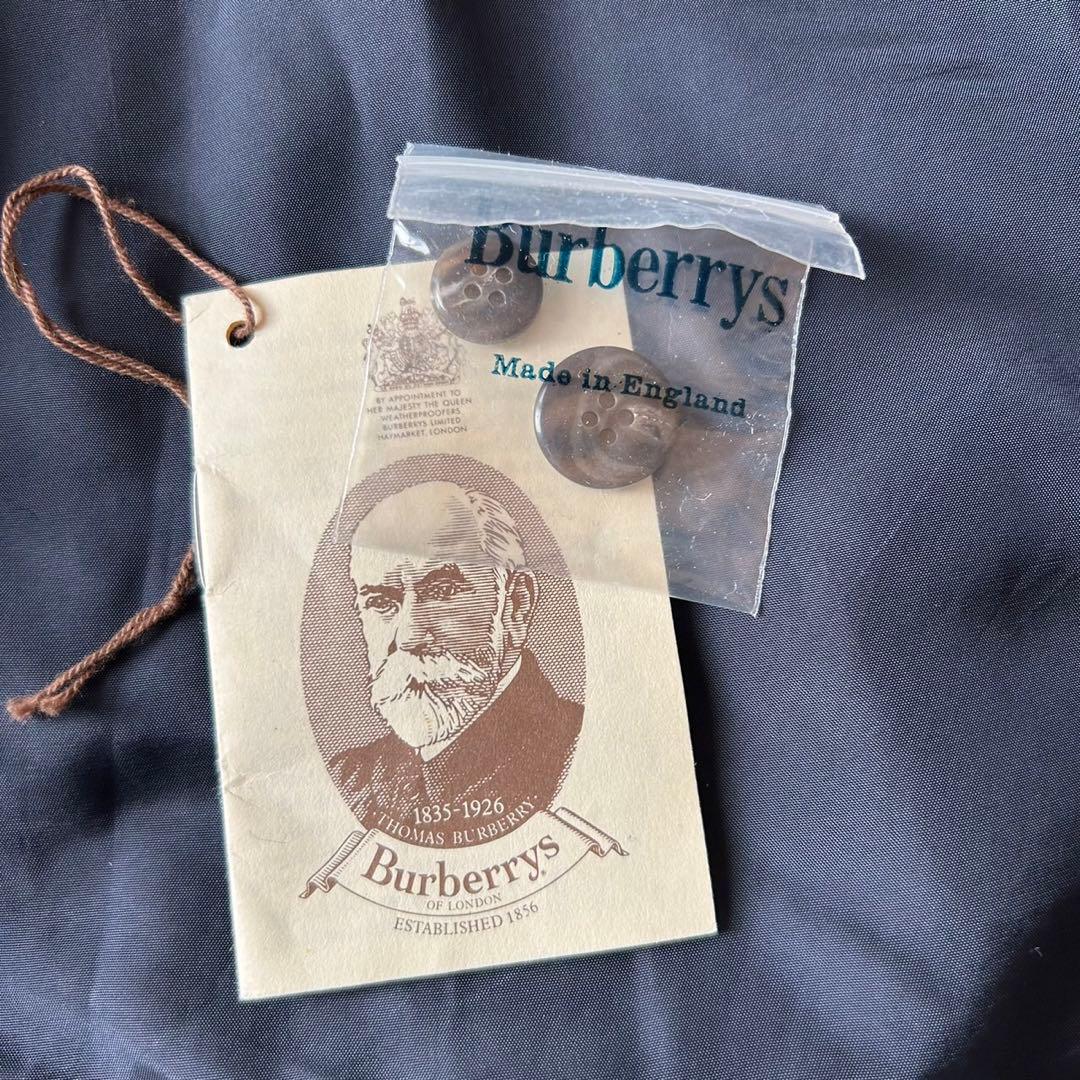 Burberrys
Made in England
BY APPOINTMENT TO
HER MAJESTY THE QUEEN
WEATHERPROOFERS
BURBERRYS LIMITED
HAYMARKET, LONDON
1835-1926
THOMAS BURBERRY
Burberrys
OF LONDON
ESTABLISHED 1856